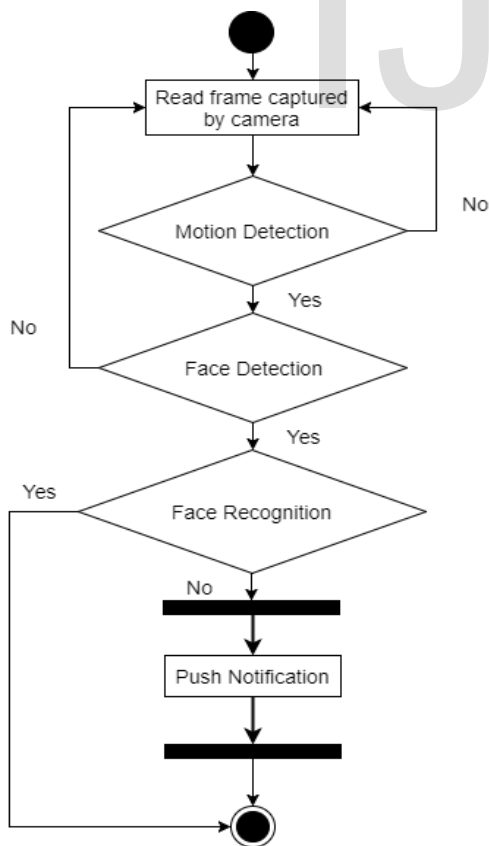 IJ
Read frame captured
by camera
No
Motion Detection
Yes
No
Face Detection
Yes
Yes
Face Recognition
No
Push Notification